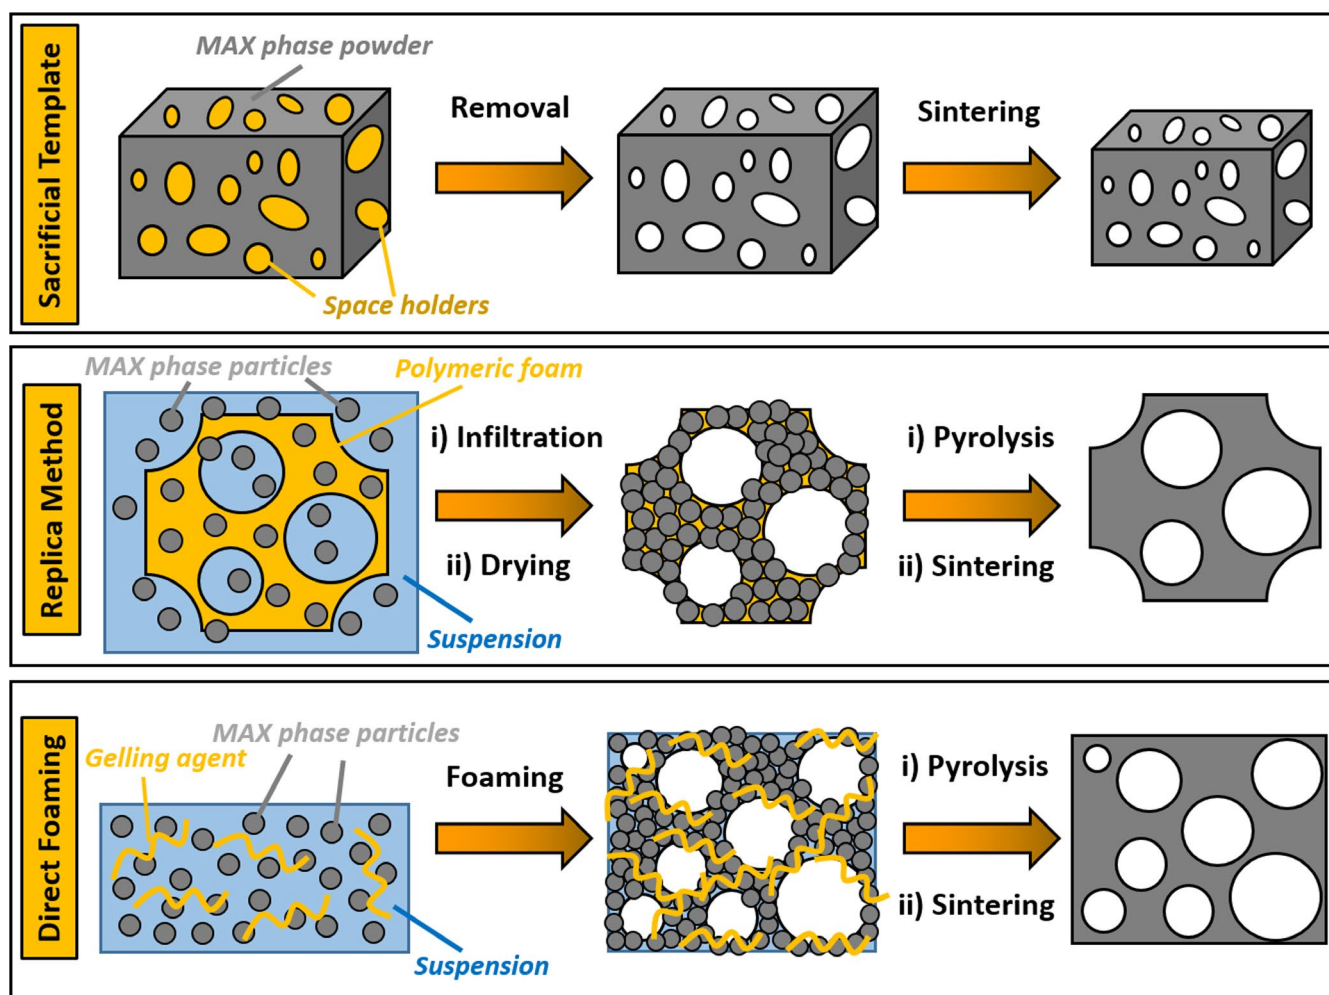 Sacrificial Template
MAX phase powder
Removal
Sintering
Space holders
Replica Method
MAX phase particles
Polymeric foam
i) Infiltration
ii) Drying
i) Pyrolysis
ii) Sintering
Suspension
Direct Foaming
MAX phase particles
Gelling agent
Foaming
i) Pyrolysis
ii) Sintering
Suspension